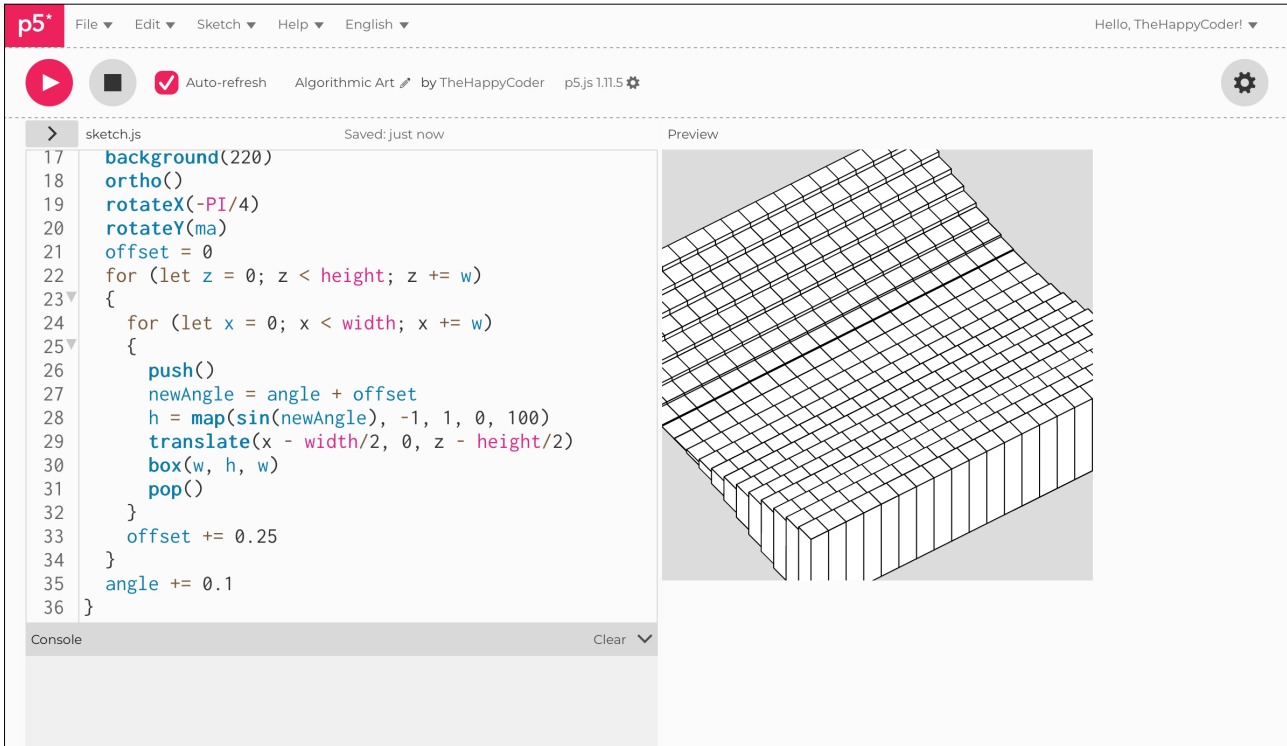 p5* File Edit Sketch Help English Hello, TheHappyCoder!
Auto-refresh Algorithmic Art by TheHappyCoder p5.js 1.11.5
sketch.js Saved: just now Preview
17 background(220)
18 ortho()
19 rotateX(-PI/4)
20 rotateY(ma)
21 offset = 0
22 for (let z = 0; z < height; z += w)
23 {
24 for (let x = 0; x < width; x += w)
25 {
26 push()
27 newAngle = angle + offset
28 h = map(sin(newAngle), -1, 1, 0, 100)
29 translate(x - width/2, 0, z - height/2)
30 box(w, h, w)
31 pop()
32 }
33 offset += 0.25
34 }
35 angle += 0.1
36 }
Console Clear